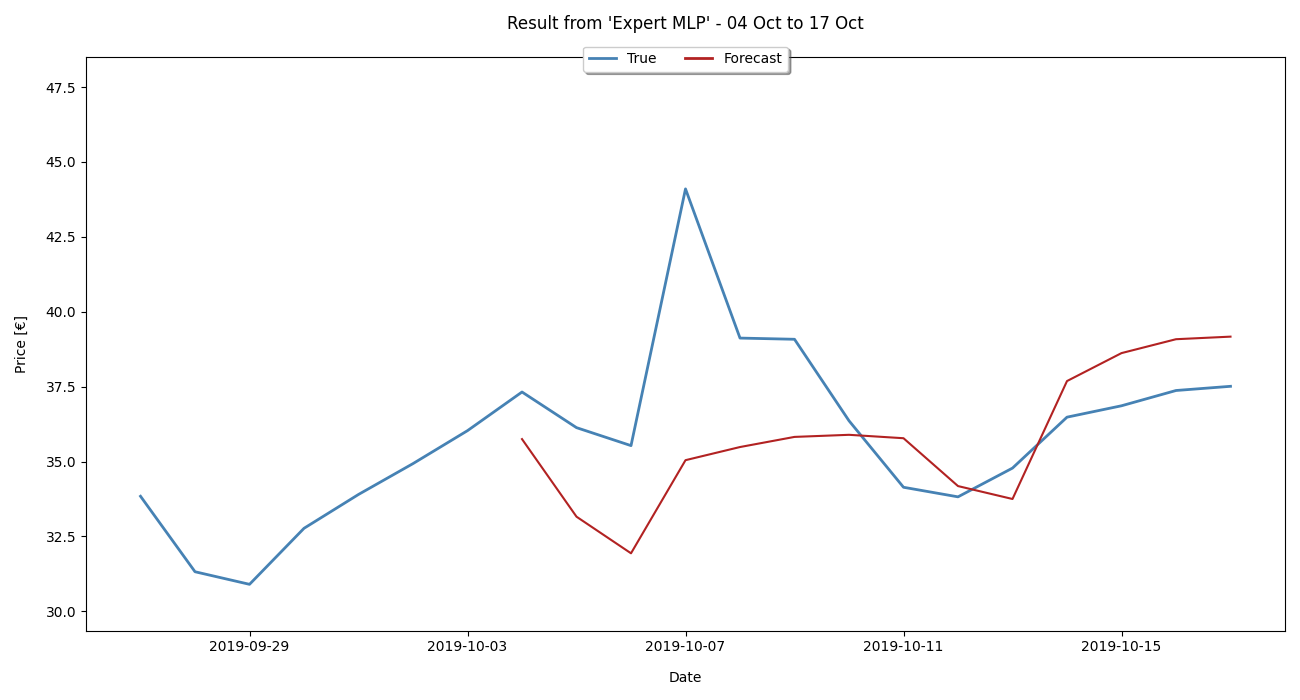 Result from 'Expert MLP' - 04 Oct to 17 Oct
True Forecast
47.5
45.0
42.5
40.0
37.5
35.0
32.5
30.0
Price [€]
2019-09-29 2019-10-03 2019-10-07 2019-10-11 2019-10-15
Date